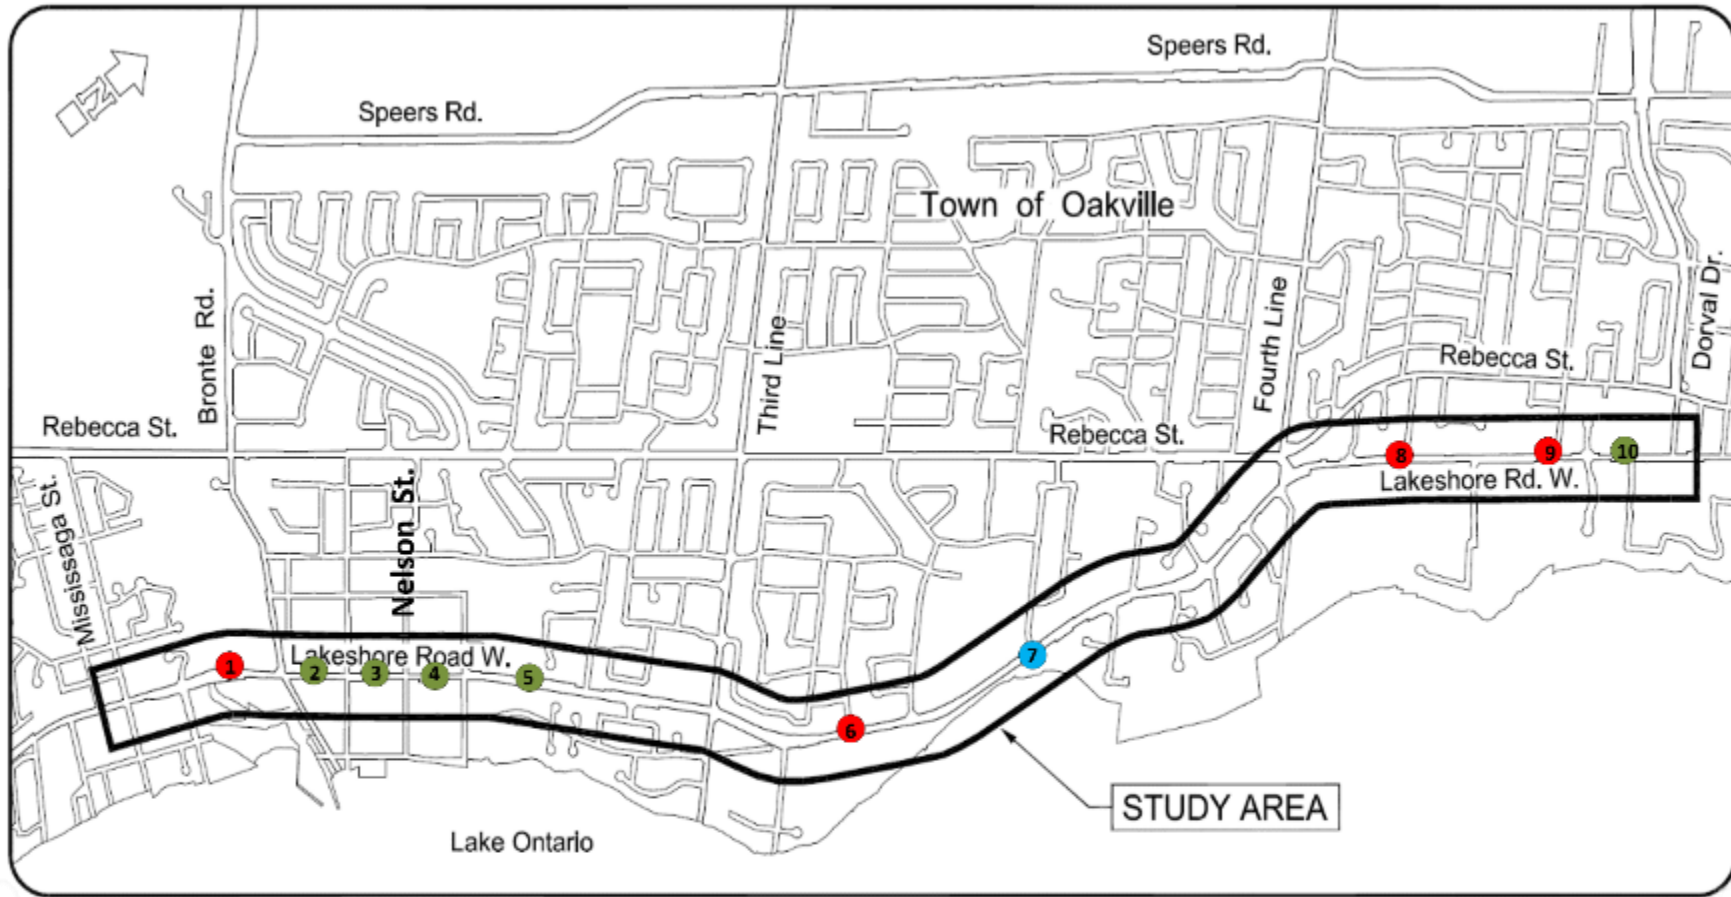 Speers Rd.
N
Speers Rd.
Town of Oakville
Bronte Rd.
Third Line
Fourth Line
Dorval Dr.
Rebecca St.
Rebecca St.
Rebecca St.
Mississaga St.
Nelson St.
8
9
10
Lakeshore Rd. W.
Lakeshore Road W.
1
2
3
4
5
6
7
STUDY AREA
Lake Ontario